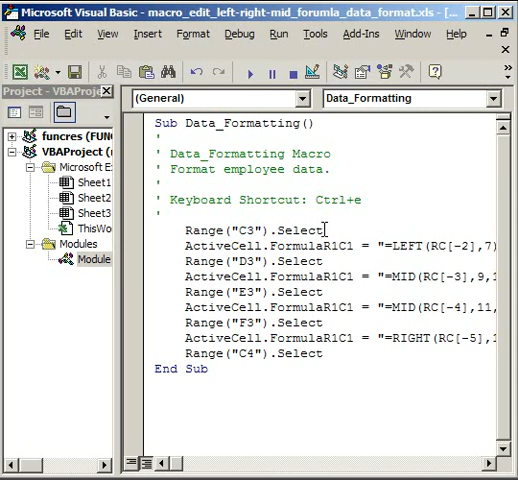 Microsoft Visual Basic - macro_edit_left-right-mid_forumla_data_format.xls - [
File Edit View Insert Format Debug Run Tools Add-Ins Window Help
Project - VBAProj
(General) Data_Formatting
funcres (FUN
VBAProject (
Microsoft E
Sheet1
Sheet2
Sheet3
ThisWo
Modules
Module
Sub Data_Formatting()
'
' Data_Formatting Macro
' Format employee data.
'
' Keyboard Shortcut: Ctrl+e
'
Range("C3").Select
ActiveCell.FormulaR1C1 = "=LEFT(RC[-2],7)
Range("D3").Select
ActiveCell.FormulaR1C1 = "=MID(RC[-3],9,1
Range("E3").Select
ActiveCell.FormulaR1C1 = "=MID(RC[-4],11,
Range("F3").Select
ActiveCell.FormulaR1C1 = "=RIGHT(RC[-5],1
Range("C4").Select
End Sub